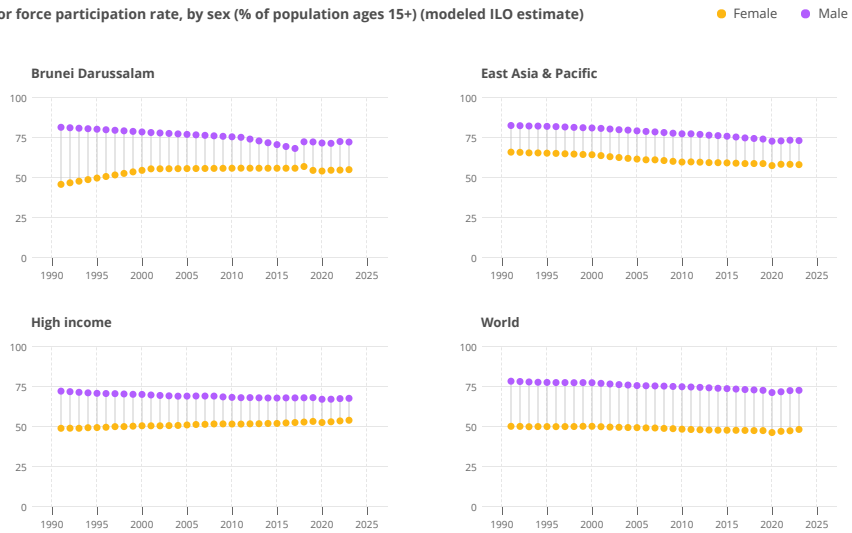 or force participation rate, by sex (% of population ages 15+) (modeled ILO estimate)
Female Male
Brunei Darussalam
100
75
50
25
0
1990 1995 2000 2005 2010 2015 2020 2025
East Asia & Pacific
100
75
50
25
0
1990 1995 2000 2005 2010 2015 2020 2025
High income
100
75
50
25
0
1990 1995 2000 2005 2010 2015 2020 2025
World
100
75
50
25
0
1990 1995 2000 2005 2010 2015 2020 2025